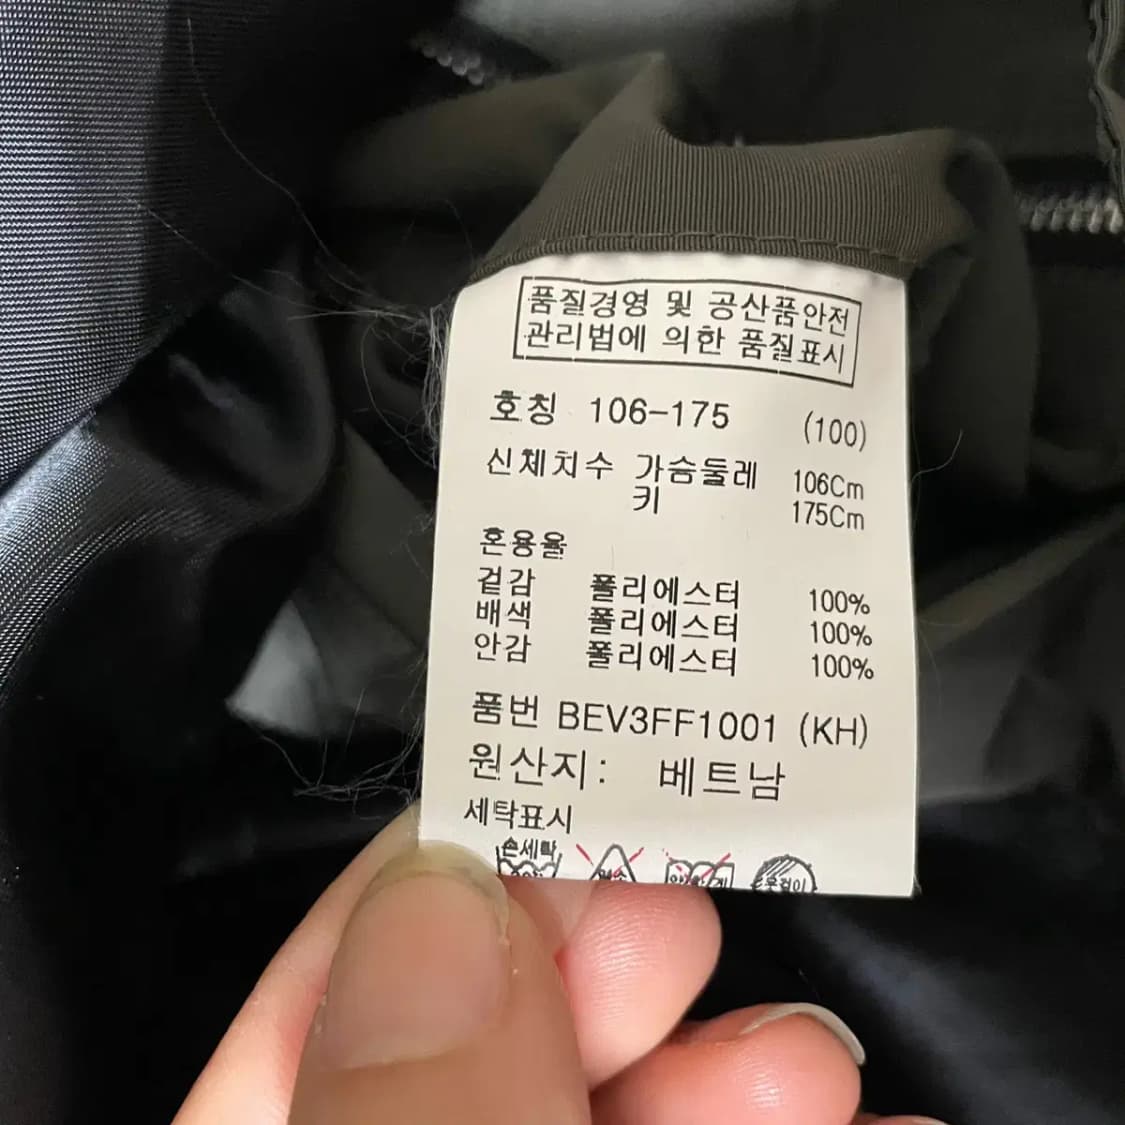 품질경영 및 공산품안전
관리법에 의한 품질표시
호칭 106-175 (100)
신체치수 가슴둘레 106Cm
키 175Cm
혼용율
겉감 폴리에스터 100%
배색 폴리에스터 100%
안감 폴리에스터 100%
품번 BEV3FF1001 (KH)
원산지: 베트남
세탁표시
손세탁